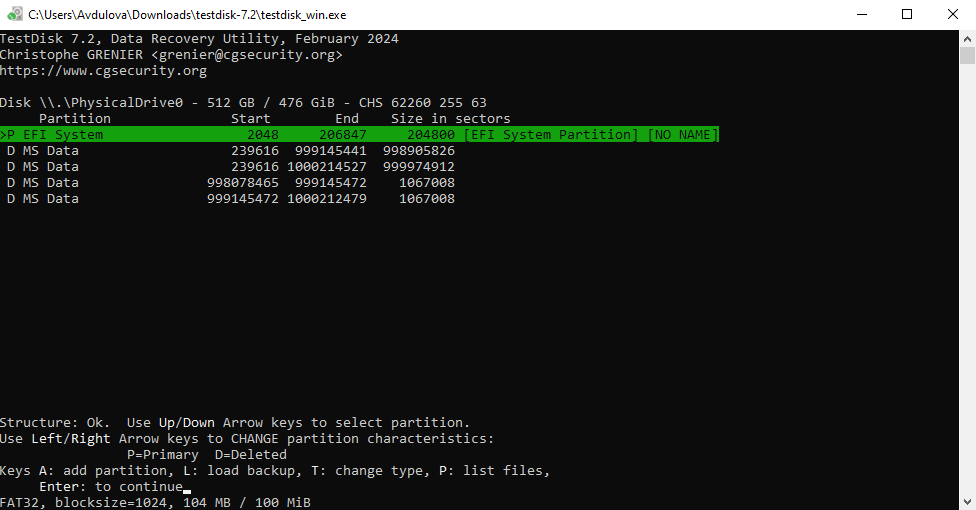 C:\Users\Avdulova\Downloads\testdisk-7.2\testdisk_win.exe
TestDisk 7.2, Data Recovery Utility, February 2024
Christophe GRENIER <grenier@cgsecurity.org>
https://www.cgsecurity.org
Disk \\.\PhysicalDrive0 - 512 GB / 476 GiB - CHS 62260 255 63
Partition Start End Size in sectors
>P EFI System 2048 206847 204800 [EFI System Partition] [NO NAME]
D MS Data 239616 999145441 998905826
D MS Data 239616 1000214527 999974912
D MS Data 998078465 999145472 1067008
D MS Data 999145472 1000212479 1067008
Structure: Ok. Use Up/Down Arrow keys to select partition.
Use Left/Right Arrow keys to CHANGE partition characteristics:
P=Primary D=Deleted
Keys A: add partition, L: load backup, T: change type, P: list files,
Enter: to continue
FAT32, blocksize=1024, 104 MB / 100 MiB